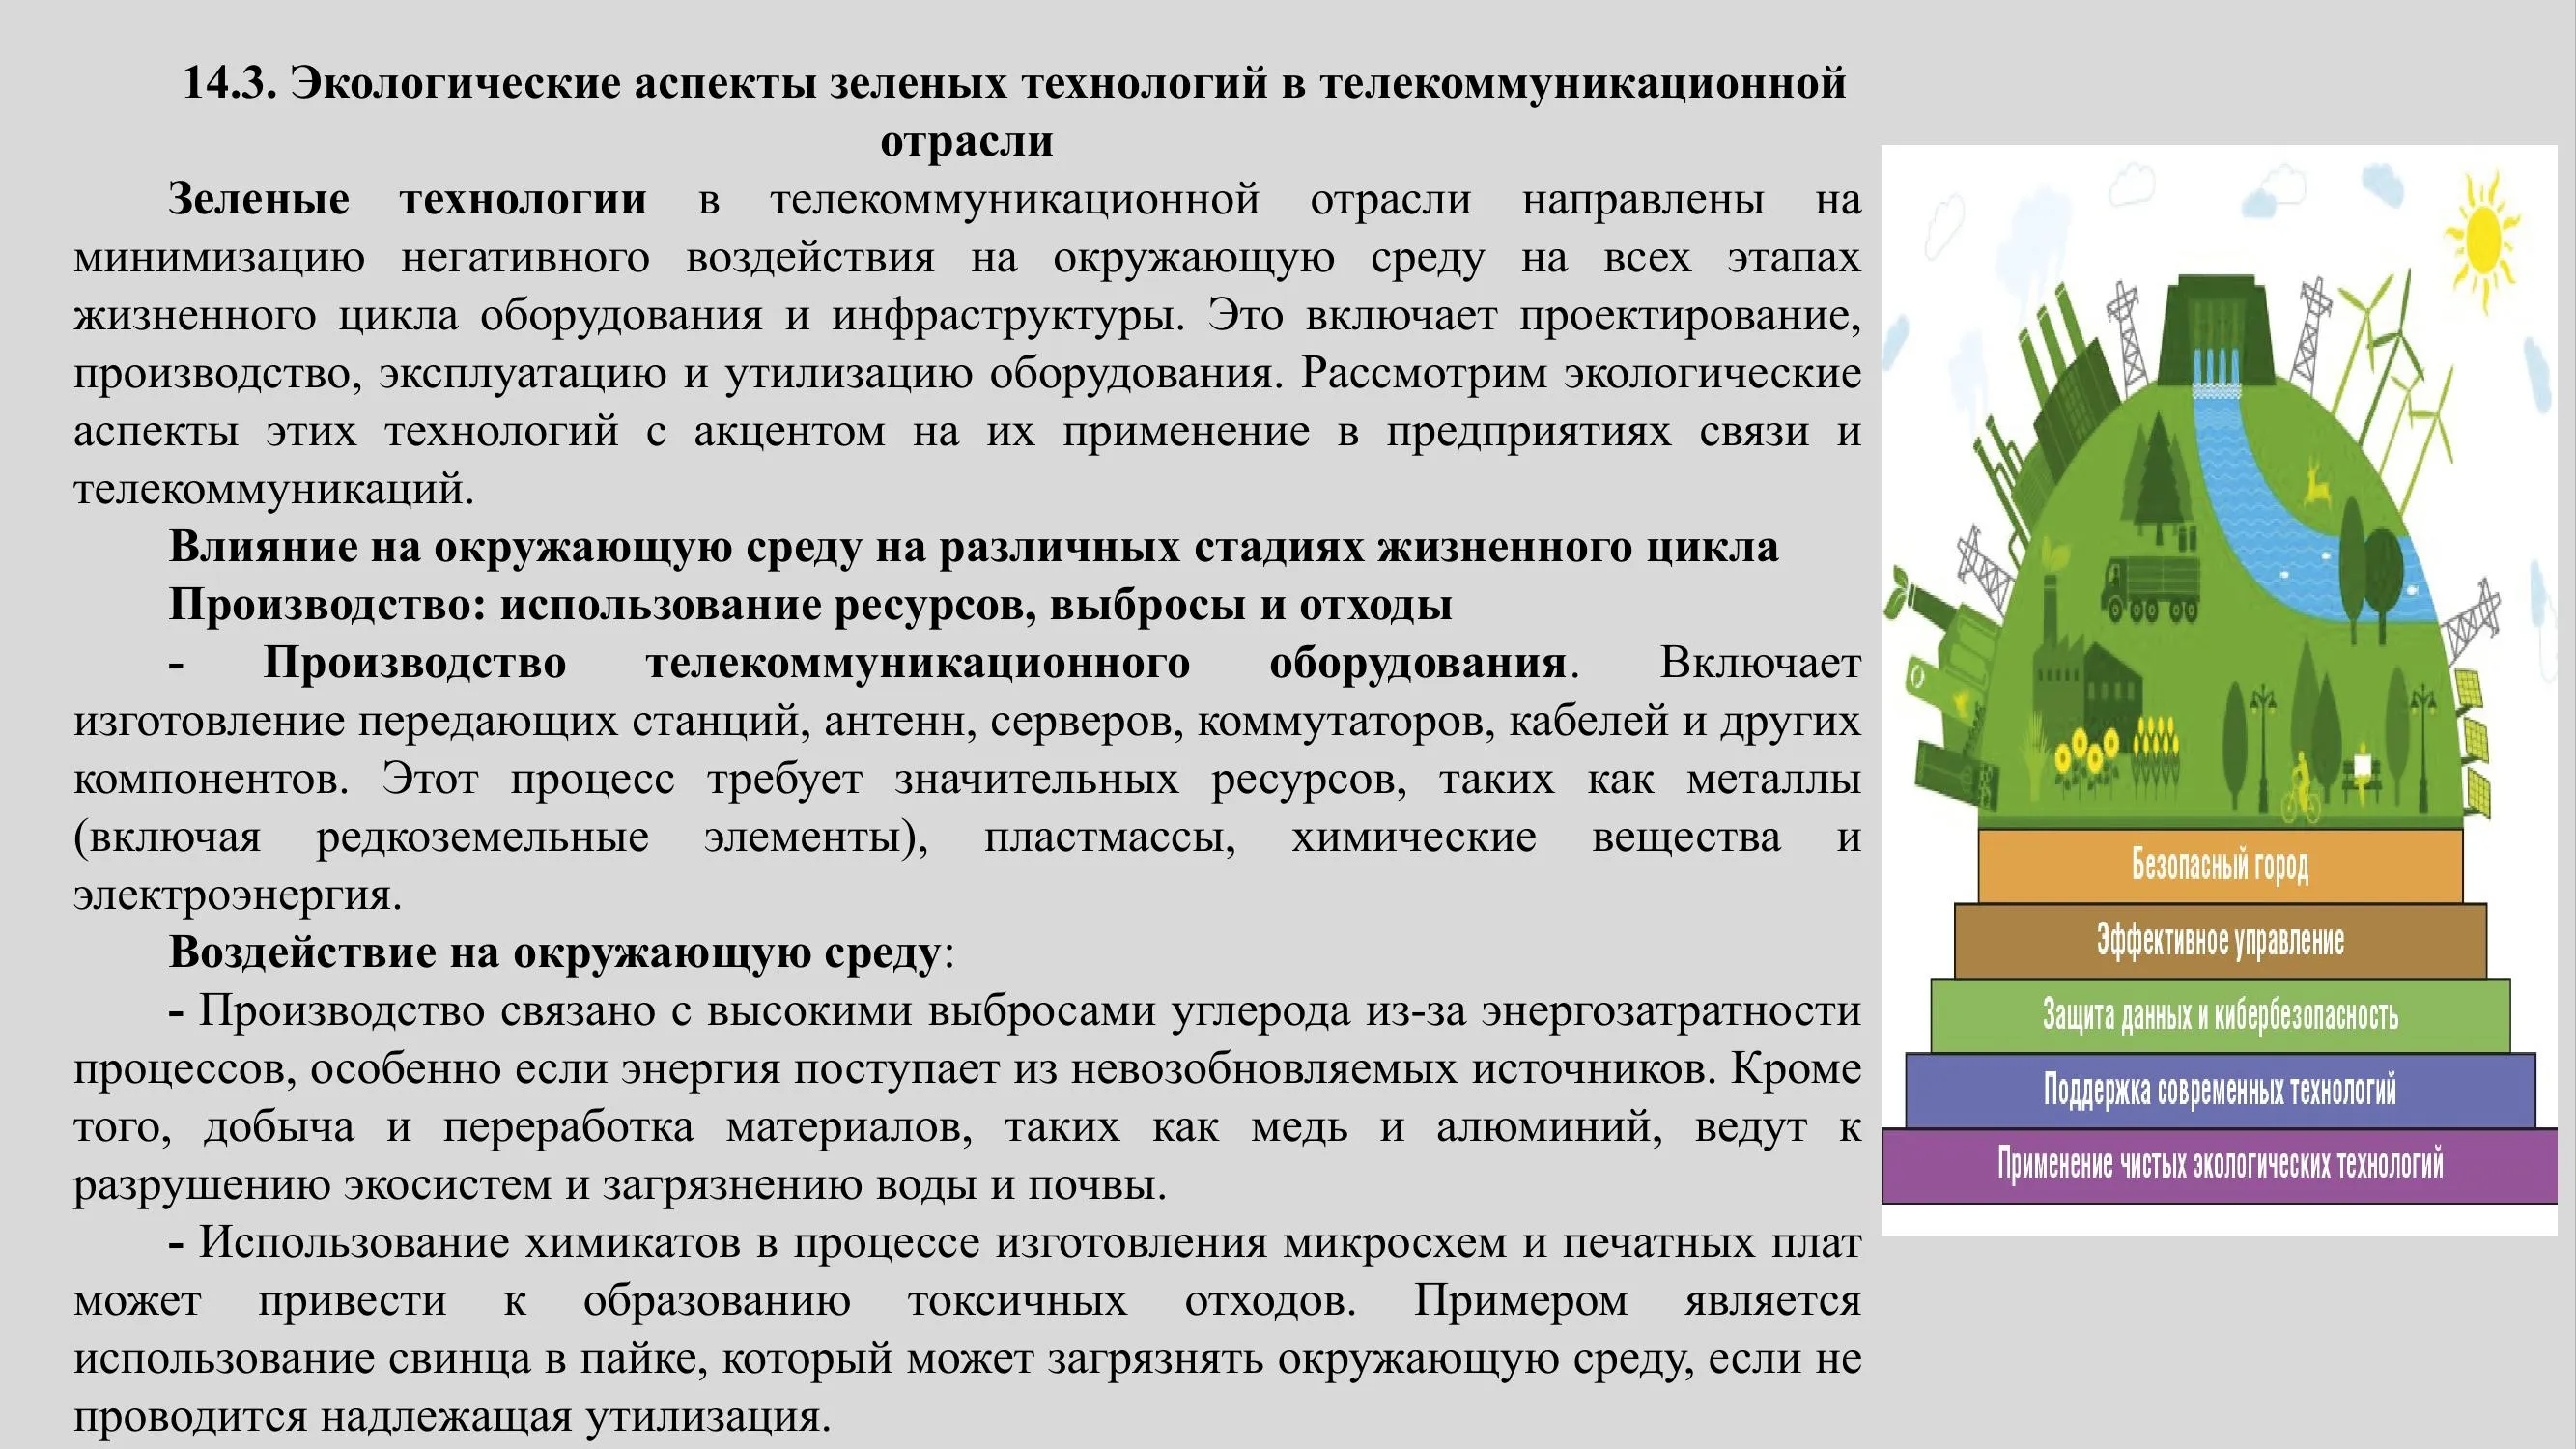 14.3. Экологические аспекты зеленых технологий в телекоммуникационной
отрасли
Зеленые технологии в телекоммуникационной отрасли направлены на
минимизацию негативного воздействия на окружающую среду на всех этапах
жизненного цикла оборудования и инфраструктуры. Это включает проектирование,
производство, эксплуатацию и утилизацию оборудования. Рассмотрим экологические
аспекты этих технологий с акцентом на их применение в предприятиях связи и
телекоммуникаций.
Влияние на окружающую среду на различных стадиях жизненного цикла
Производство: использование ресурсов, выбросы и отходы
- Производство телекоммуникационного оборудования. Включает
изготовление передающих станций, антенн, серверов, коммутаторов, кабелей и других
компонентов. Этот процесс требует значительных ресурсов, таких как металлы
(включая редкоземельные элементы), пластмассы, химические вещества и
электроэнергия.
Воздействие на окружающую среду:
- Производство связано с высокими выбросами углерода из-за энергозатратности
процессов, особенно если энергия поступает из невозобновляемых источников. Кроме
того, добыча и переработка материалов, таких как медь и алюминий, ведут к
разрушению экосистем и загрязнению воды и почвы.
- Использование химикатов в процессе изготовления микросхем и печатных плат
может привести к образованию токсичных отходов. Примером является
использование свинца в пайке, который может загрязнять окружающую среду, если не
проводится надлежащая утилизация.
Безопасный город
Эффективное управление
Защита данных и кибербезопасность
Поддержка современных технологий
Применение чистых экологических технологий